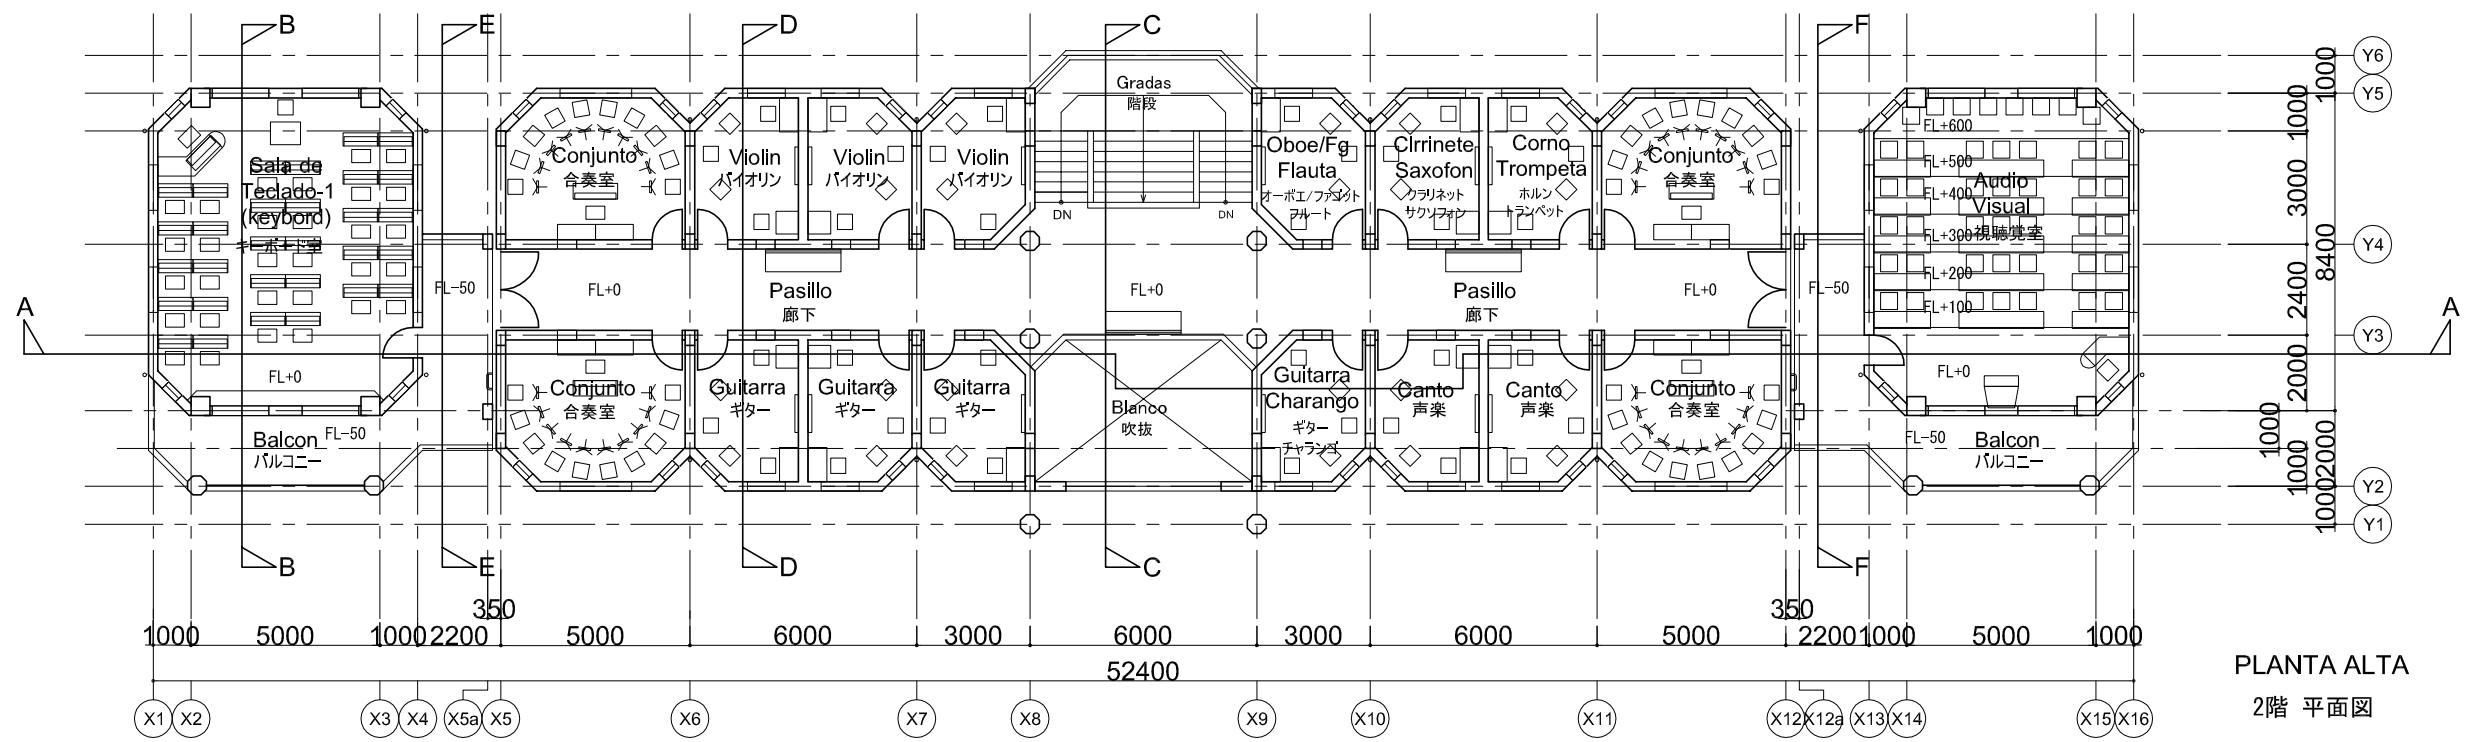 B
E
D
C
F
Y6
Y5
Y4
Y3
Y2
Y1
A
A
Sala de
Teclado-1
(keybord)
キーボード室
FL+0
Balcon
バルコニー
FL-50
FL-50
Conjunto
合奏室
Violin
バイオリン
Violin
バイオリン
Violin
バイオリン
Gradas
階段
DN
DN
Oboe/Fg
Flauta
オーボエ/ファゴット
フルート
Clrrinete
Saxofon
クラリネット
サクソフォン
Corno
Trompeta
ホルン
トランペット
Conjunto
合奏室
FL+600
FL+500
FL+400
FL+300
FL+200
FL+100
Audio
Visual
視聴覚室
FL+0
Pasillo
廊下
FL+0
Pasillo
廊下
FL+0
FL-50
Conjunto
合奏室
Guitarra
ギター
Guitarra
ギター
Guitarra
ギター
Blanco
吹抜
Guitarra
Charango
ギター
チャランゴ
Canto
声楽
Canto
声楽
Conjunto
合奏室
FL+0
FL-50
Balcon
バルコニー
1000
1000
3000
2400
2000
1000
1000
1000
8400
2000
1000
B
E
D
C
F
350
350
1000
5000
1000
2200
5000
6000
3000
6000
3000
6000
5000
2200
1000
5000
1000
52400
X1
X2
X3
X4
X5a
X5
X6
X7
X8
X9
X10
X11
X12
X12a
X13
X14
X15
X16
PLANTA ALTA
2階 平面図